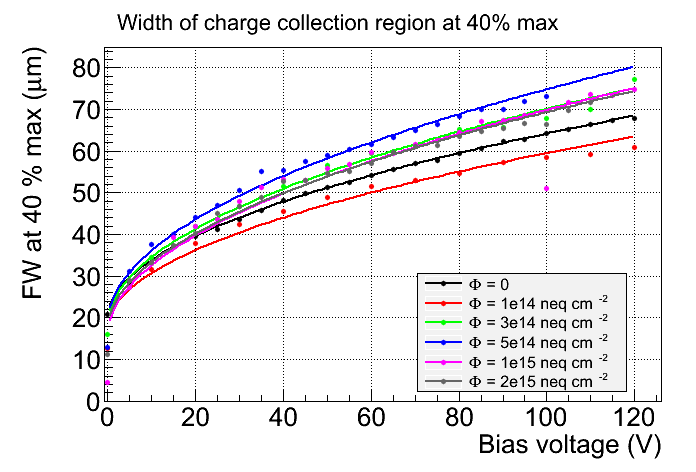 Width of charge collection region at 40% max
FW at 40 % max (μm)
80
70
60
50
40
30
20
10
0
0 20 40 60 80 100 120
Bias voltage (V)
Φ = 0
Φ = 1e14 neq cm -2
Φ = 3e14 neq cm -2
Φ = 5e14 neq cm -2
Φ = 1e15 neq cm -2
Φ = 2e15 neq cm -2